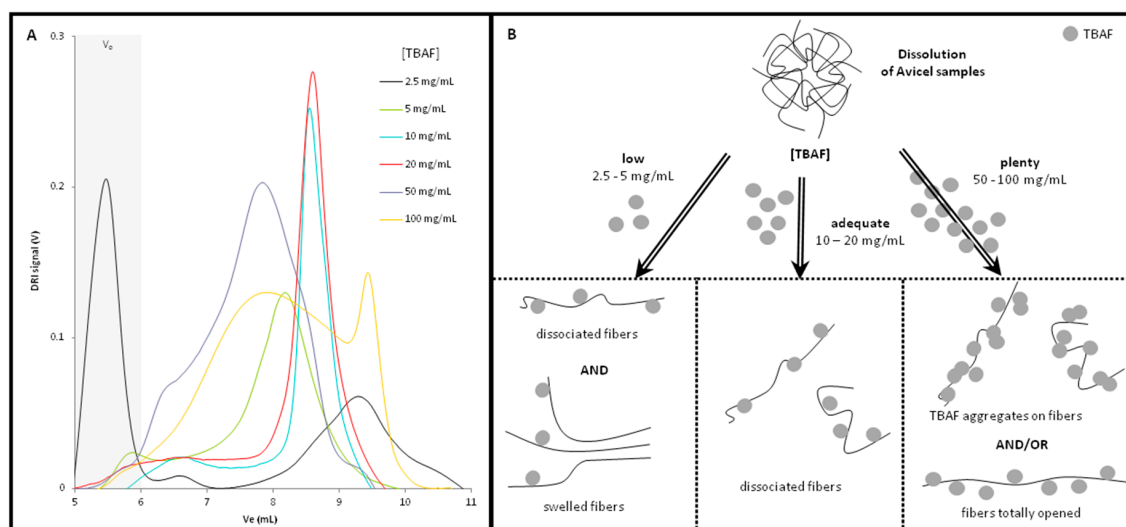 A
V₀
[TBAF]
2.5 mg/mL
5 mg/mL
10 mg/mL
20 mg/mL
50 mg/mL
100 mg/mL
0.3
0.2
0.1
0
DRI signal (V)
5
6
7
8
9
10
11
Ve (mL)
B
TBAF
Dissolution
of Avicel samples
[TBAF]
low
2.5 - 5 mg/mL
adequate
10 – 20 mg/mL
plenty
50 - 100 mg/mL
dissociated fibers
AND
swelled fibers
dissociated fibers
TBAF aggregates on fibers
AND/OR
fibers totally opened